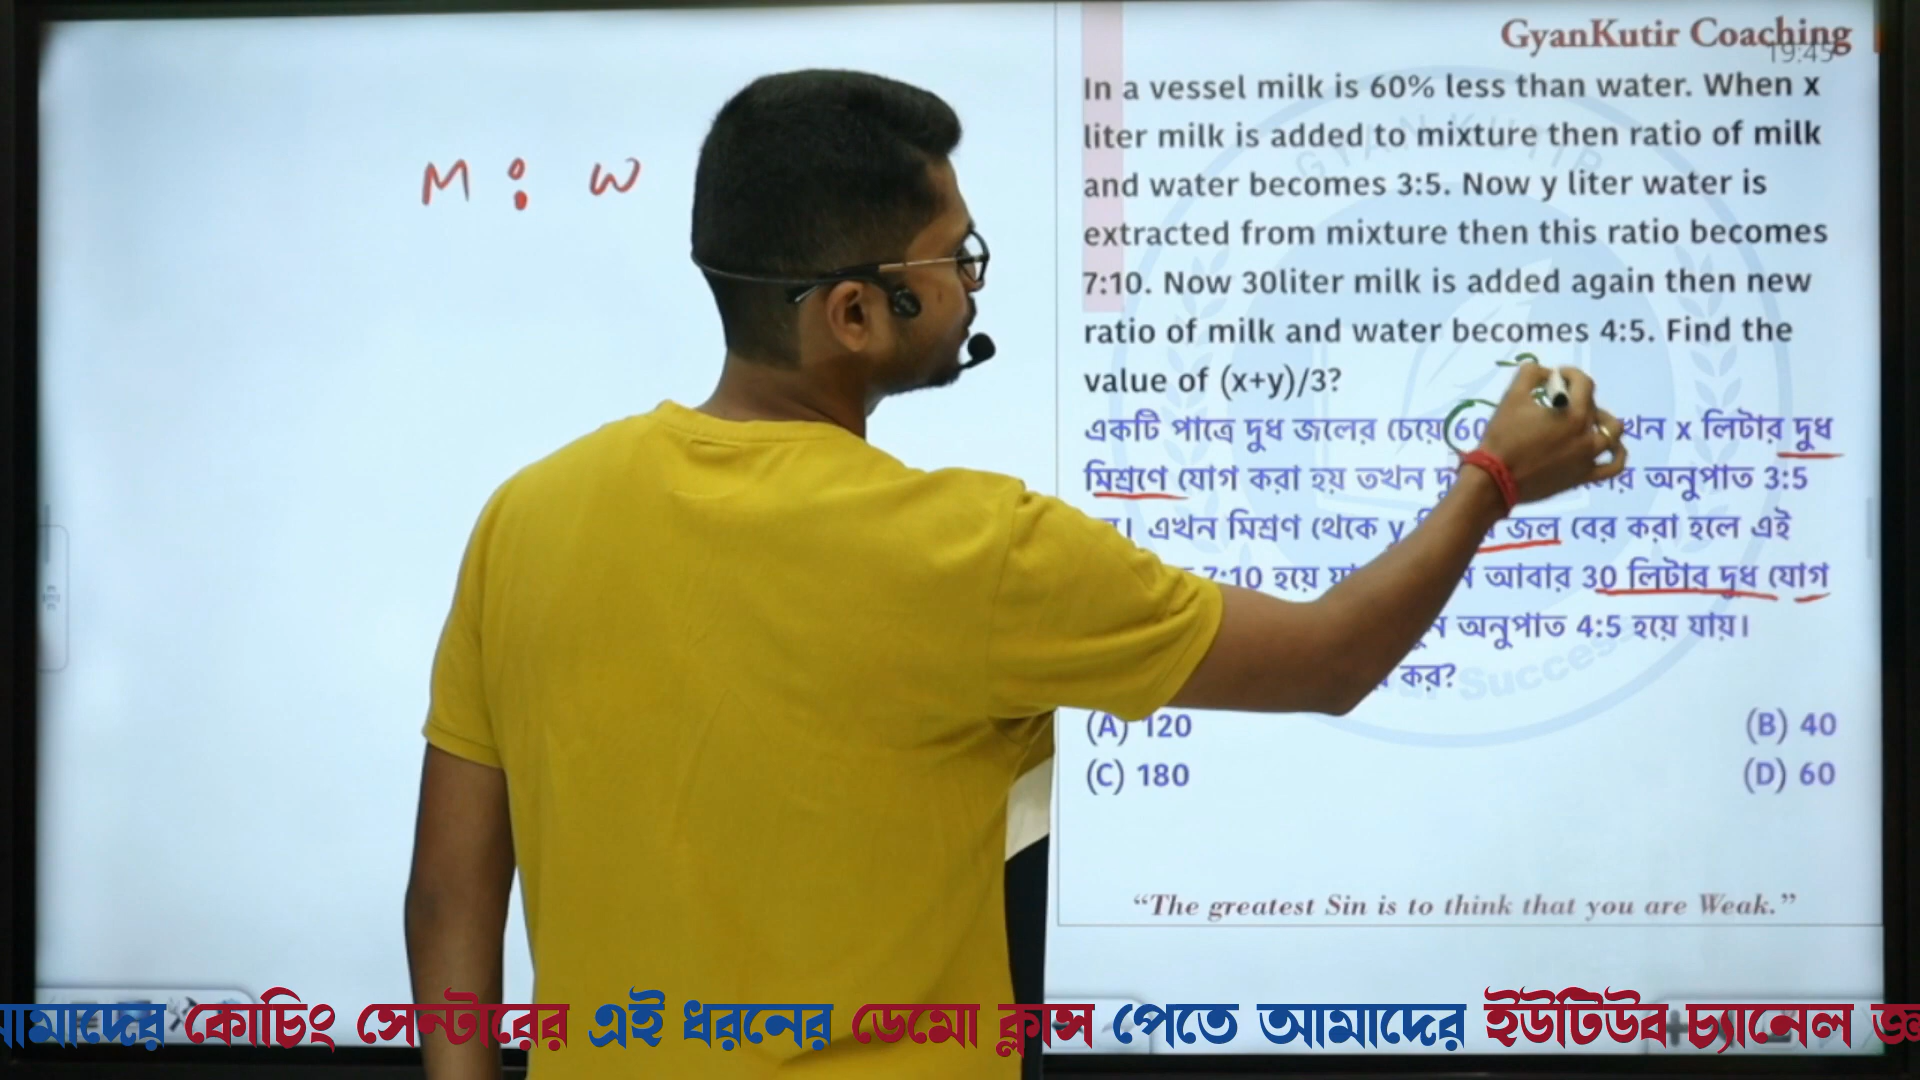 GyanKutir Coaching
19:45
In a vessel milk is 60% less than water. When x
liter milk is added to mixture then ratio of milk
and water becomes 3:5. Now y liter water is
extracted from mixture then this ratio becomes
7:10. Now 30liter milk is added again then new
ratio of milk and water becomes 4:5. Find the
value of (x+y)/3?
M : W
একটি পাত্রে দুধ জলের চেয়ে 60 x লিটার দুধ
মিশ্রণে যোগ করা হয় তখন অনুপাত 3:5
এখন মিশ্রণ থেকে y জল বের করা হলে এই
7:10 হয়ে আবার 30 লিটার দুধ যোগ
অনুপাত 4:5 হয়ে যায়।
কর?
(A) 120
(B) 40
(C) 180
(D) 60
“The greatest Sin is to think that you are Weak.”
আমাদের কোচিং সেন্টারের এই ধরনের ডেমো ক্লাস পেতে আমাদের ইউটিউব চ্যানেল